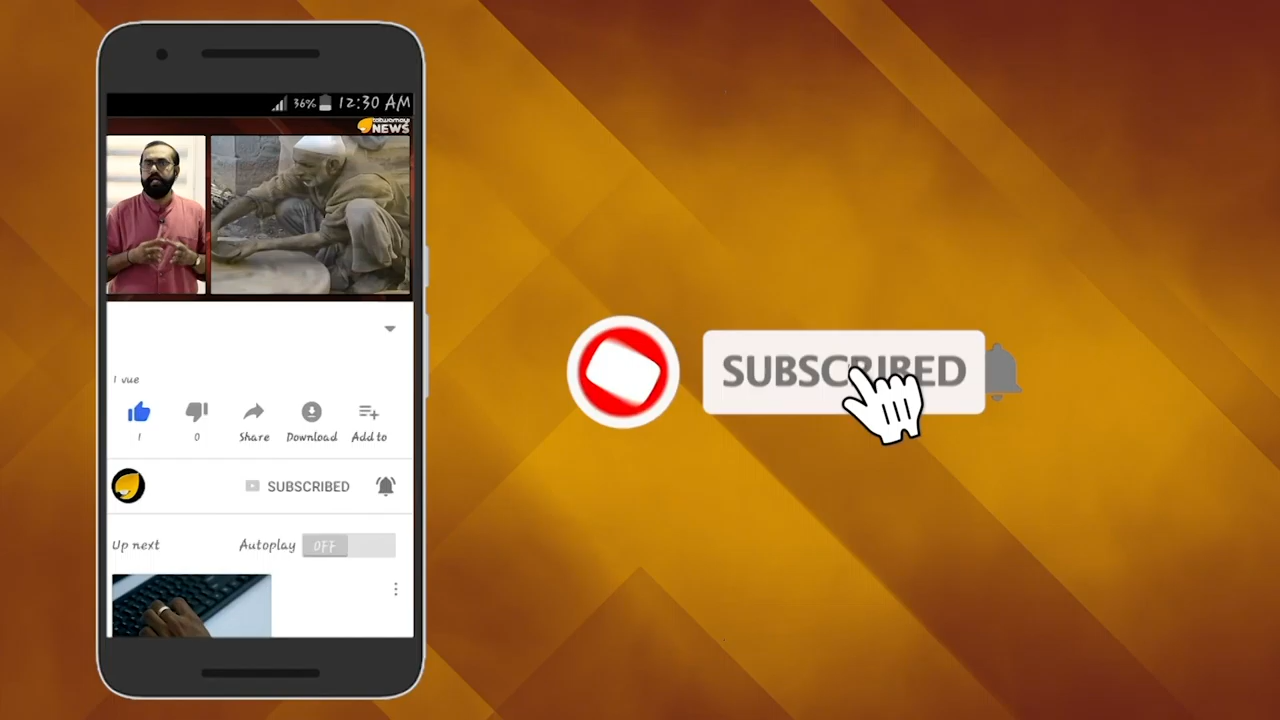 36% 12:30 AM
tatwamayi
NEWS
1 vue
1 0 Share Download Add to
SUBSCRIBED
Up next Autoplay OFF
SUBSCRIBED